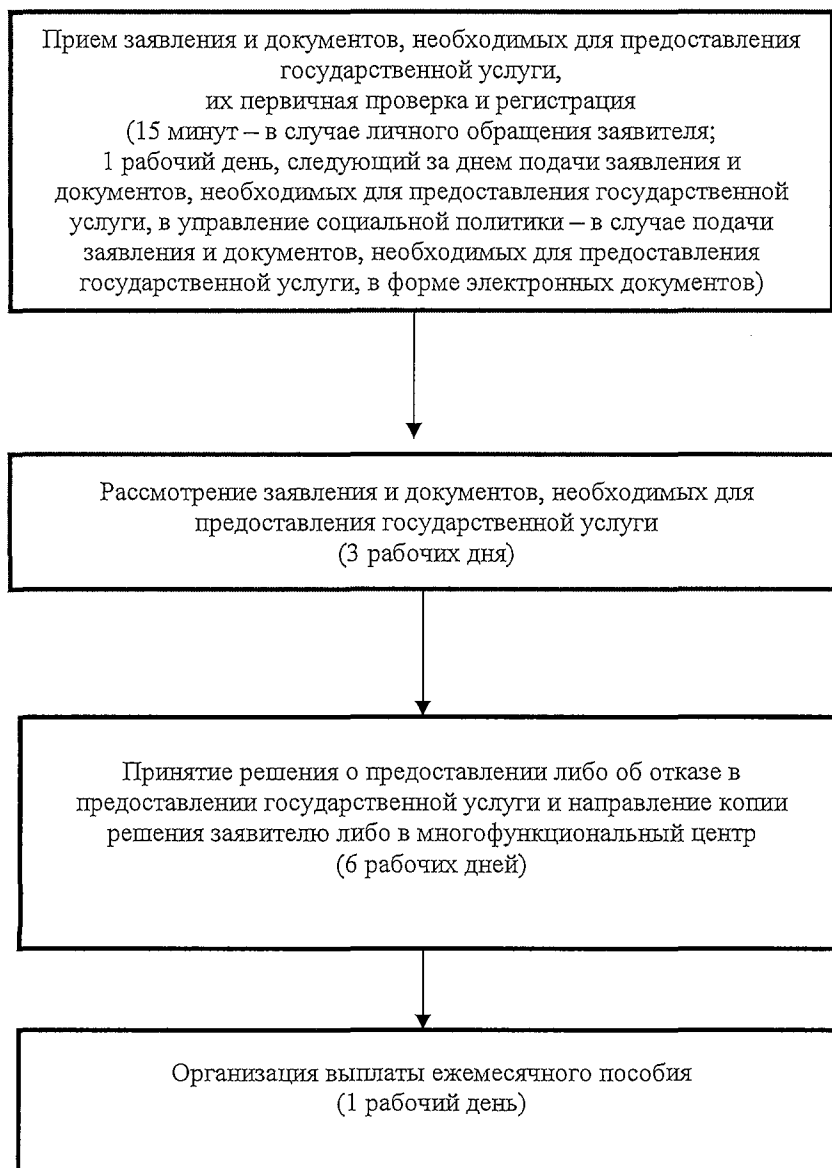 Прием заявления и документов, необходимых для предоставления
государственной услуги,
их первичная проверка и регистрация
(15 минут – в случае личного обращения заявителя;
1 рабочий день, следующий за днем подачи заявления и
документов, необходимых для предоставления государственной
услуги, в управление социальной политики – в случае подачи
заявления и документов, необходимых для предоставления
государственной услуги, в форме электронных документов)
Рассмотрение заявления и документов, необходимых для
предоставления государственной услуги
(3 рабочих дня)
Принятие решения о предоставлении либо об отказе в
предоставлении государственной услуги и направление копии
решения заявителю либо в многофункциональный центр
(6 рабочих дней)
Организация выплаты ежемесячного пособия
(1 рабочий день)